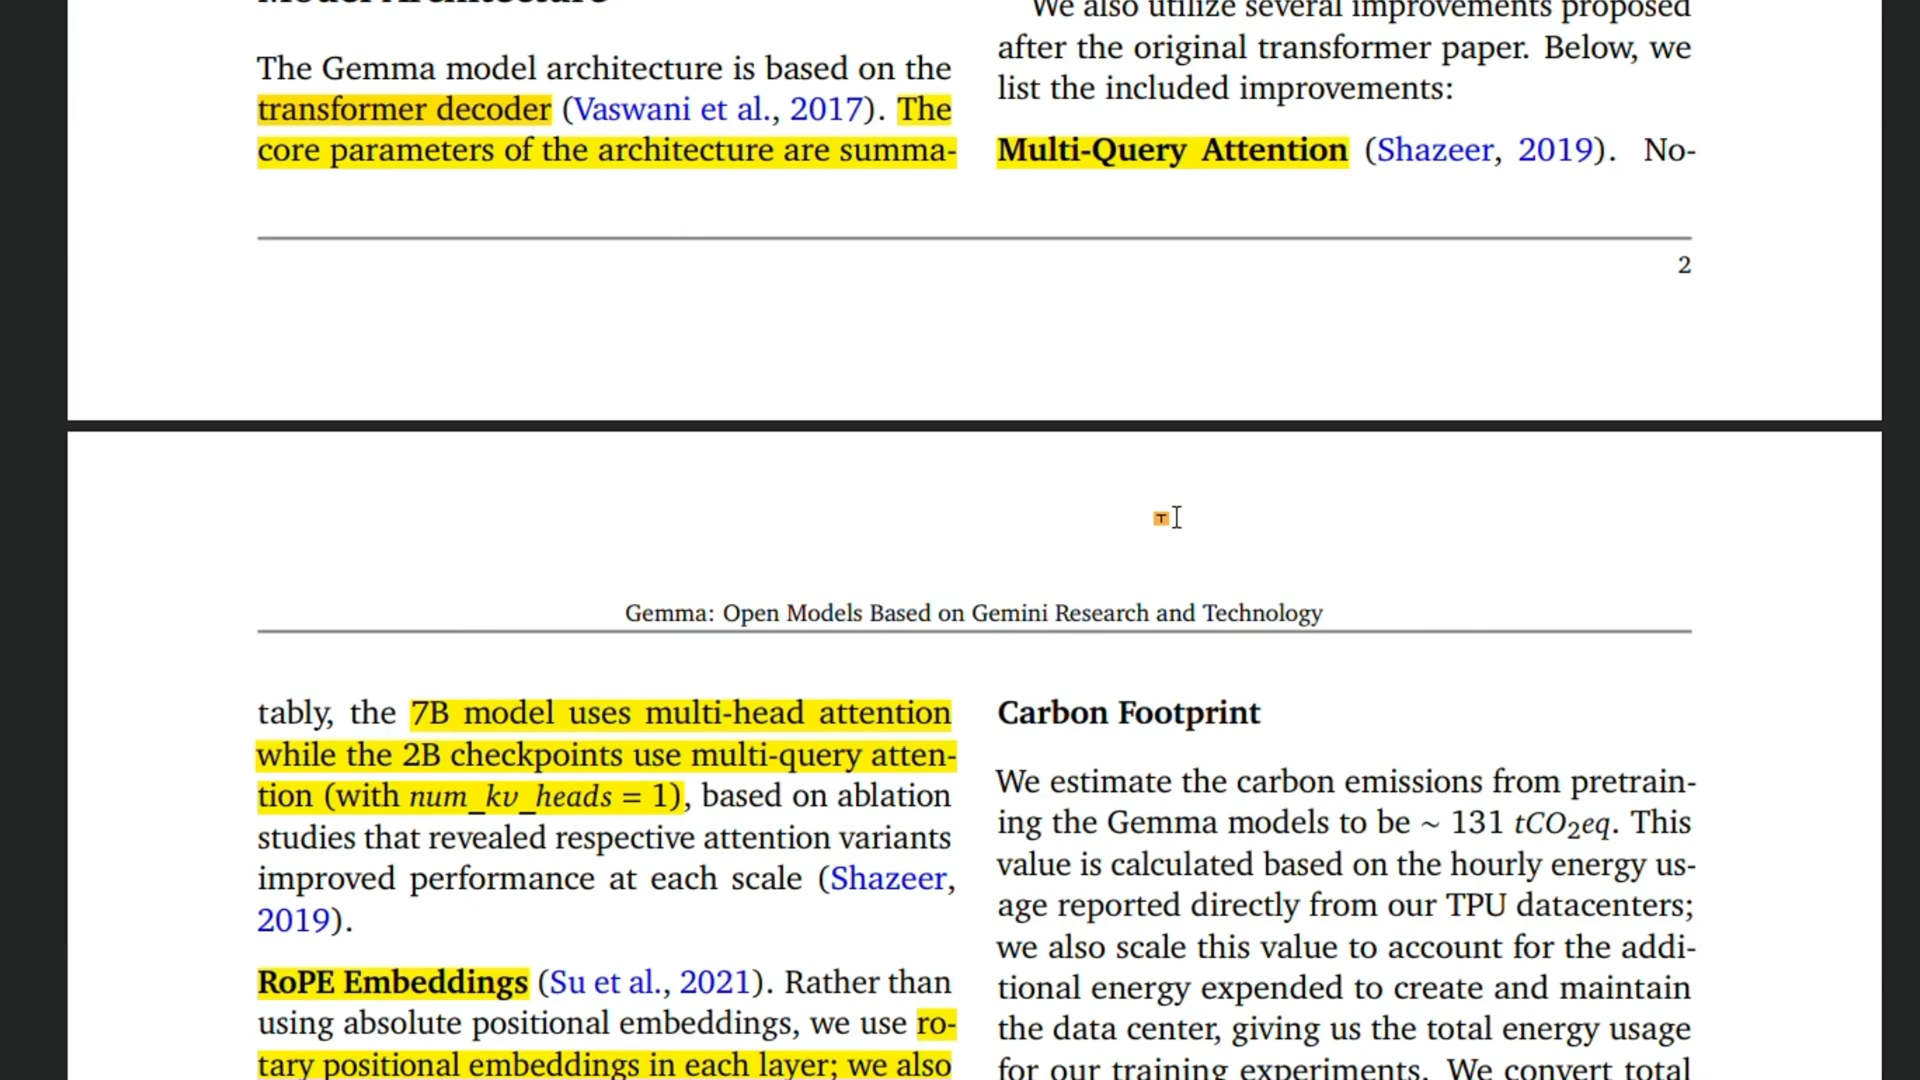 Model Architecture
The Gemma model architecture is based on the
transformer decoder (Vaswani et al., 2017). The
core parameters of the architecture are summa-
We also utilize several improvements proposed
after the original transformer paper. Below, we
list the included improvements:
Multi-Query Attention (Shazeer, 2019). No-
2
Gemma: Open Models Based on Gemini Research and Technology
tably, the 7B model uses multi-head attention
while the 2B checkpoints use multi-query atten-
tion (with num_kv_heads = 1), based on ablation
studies that revealed respective attention variants
improved performance at each scale (Shazeer,
2019).
RoPE Embeddings (Su et al., 2021). Rather than
using absolute positional embeddings, we use ro-
tary positional embeddings in each layer; we also
Carbon Footprint
We estimate the carbon emissions from pretrain-
ing the Gemma models to be ~ 131 tCO₂eq. This
value is calculated based on the hourly energy us-
age reported directly from our TPU datacenters;
we also scale this value to account for the addi-
tional energy expended to create and maintain
the data center, giving us the total energy usage
for our training experiments. We convert total